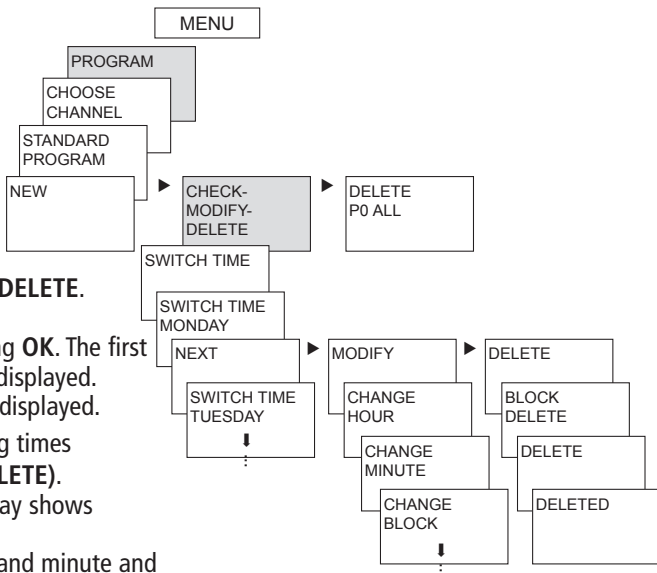 MENU
PROGRAM
CHOOSE
CHANNEL
STANDARD
PROGRAM
NEW
CHECK-
MODIFY-
DELETE
DELETE
P0 ALL
SWITCH TIME
DELETE.
SWITCH TIME
MONDAY
ng OK. The first
displayed.
displayed.
NEXT
MODIFY
DELETE
SWITCH TIME
TUESDAY
CHANGE
HOUR
BLOCK
DELETE
g times
LETE).
ay shows
CHANGE
MINUTE
DELETE
CHANGE
BLOCK
DELETED
and minute and